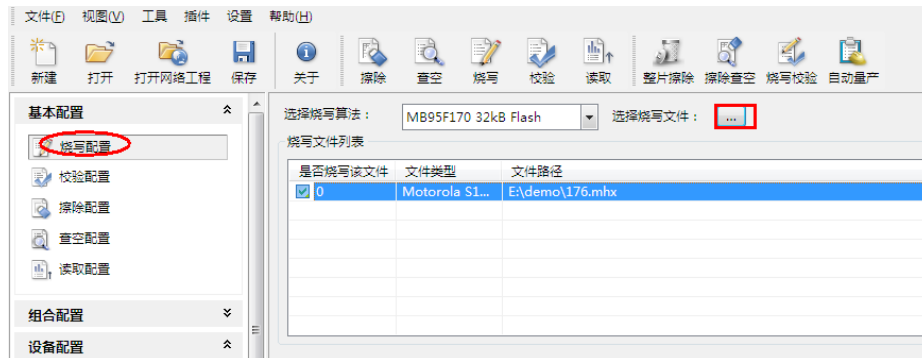 文件(F) 视图(V) 工具 插件 设置 帮助(H)
新建 打开 打开网络工程 保存 关于 擦除 查空 烧写 校验 读取 整片擦除 擦除查空 烧写校验 自动量产
基本配置
烧写配置
校验配置
擦除配置
查空配置
读取配置
组合配置
设备配置
选择烧写算法： MB95F170 32kB Flash 选择烧写文件： ...
烧写文件列表
是否烧写该文件 文件类型 文件路径
0 Motorola S1... E:\demo\176.mhx